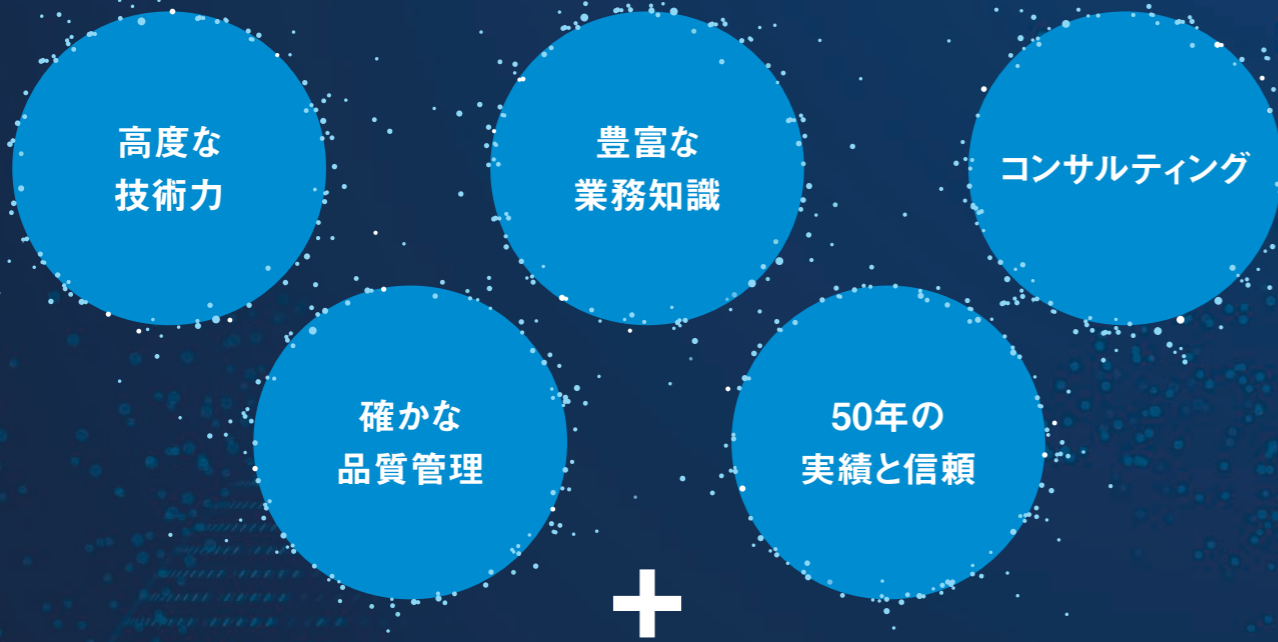 高度な
技術力
豊富な
業務知識
コンサルティング
確かな
品質管理
50年の
実績と信頼
+